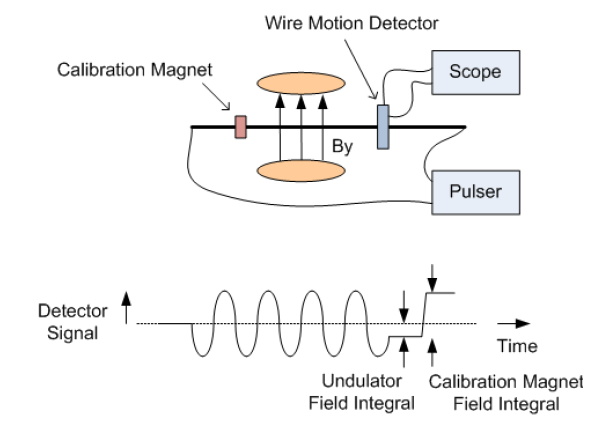 Wire Motion Detector
Calibration Magnet
Scope
By
Pulser
Detector
Signal
Time
Undulator
Field Integral
Calibration Magnet
Field Integral